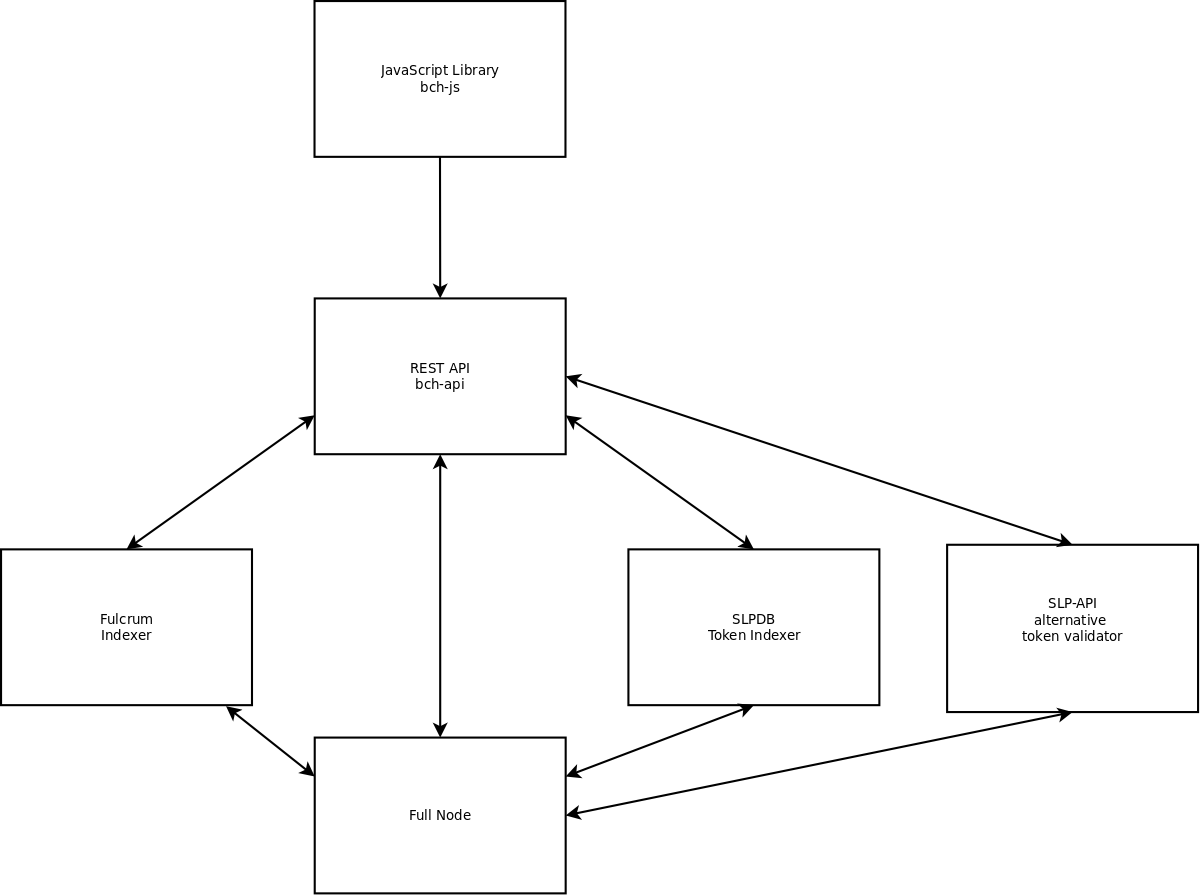 JavaScript Library
bch-js
REST API
bch-api
Fulcrum
Indexer
SLPDB
Token Indexer
SLP-API
alternative
token validator
Full Node